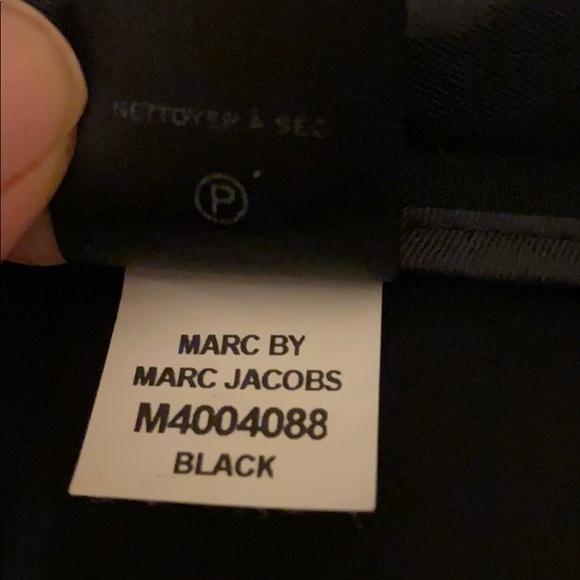 NETTOYER À SEC
P
MARC BY
MARC JACOBS
M4004088
BLACK